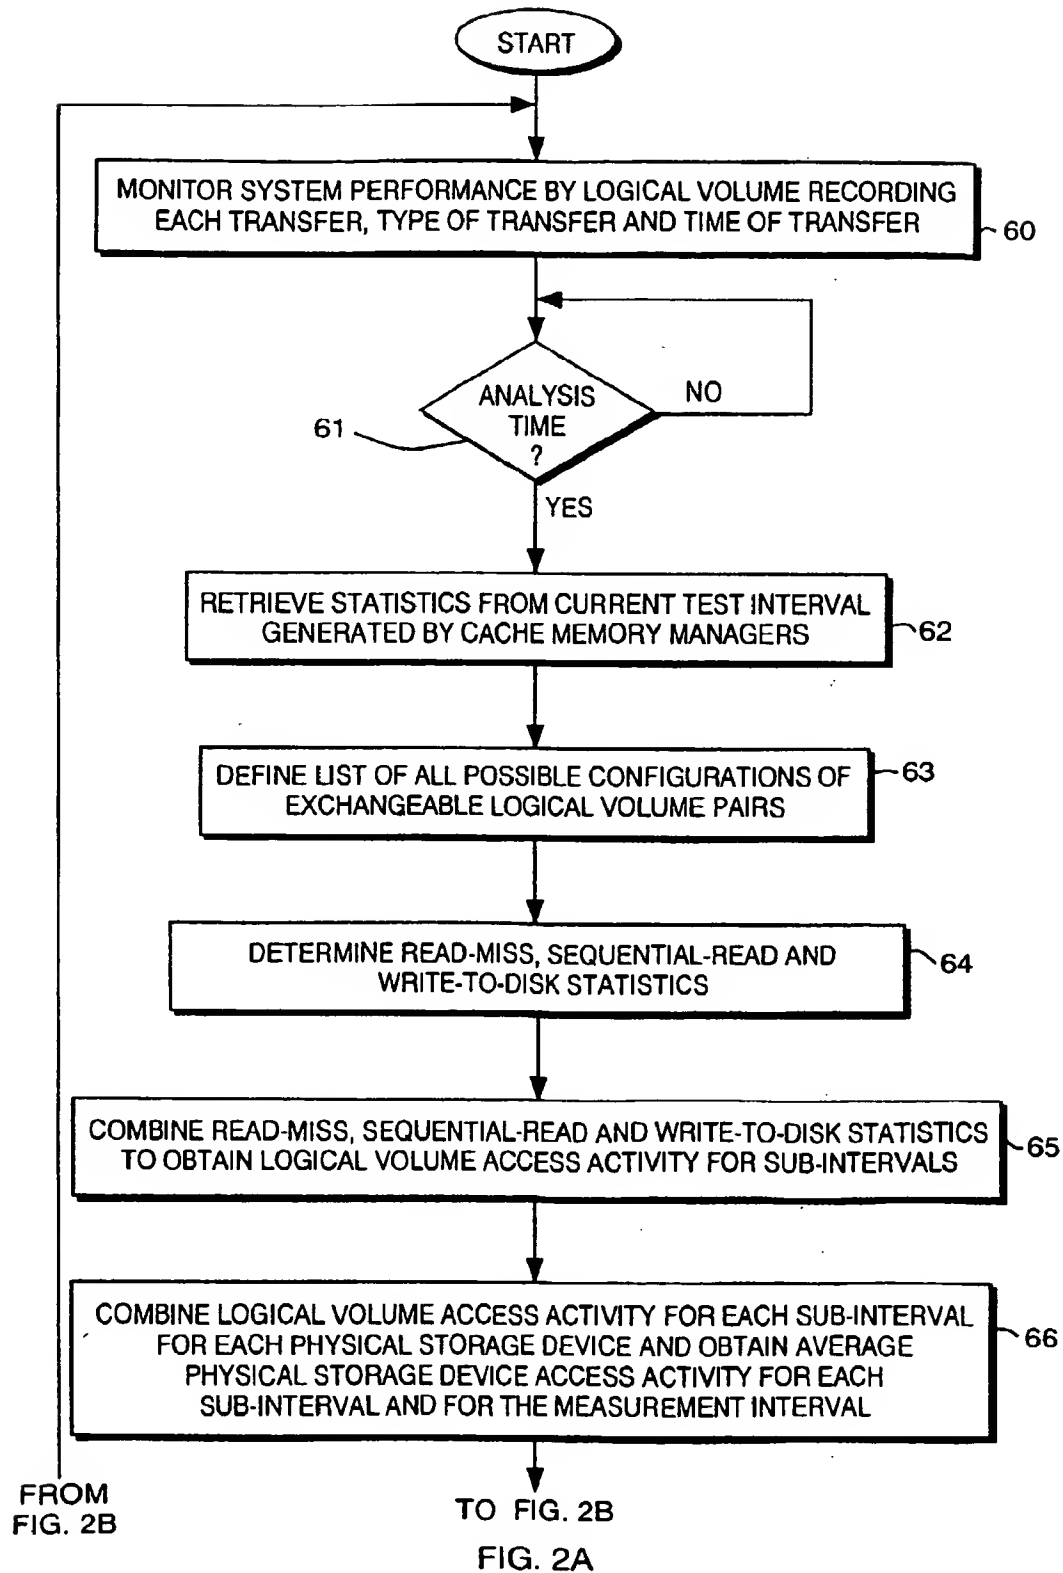 START
MONITOR SYSTEM PERFORMANCE BY LOGICAL VOLUME RECORDING
EACH TRANSFER, TYPE OF TRANSFER AND TIME OF TRANSFER
60
ANALYSIS
TIME
?
NO
61
YES
RETRIEVE STATISTICS FROM CURRENT TEST INTERVAL
GENERATED BY CACHE MEMORY MANAGERS
62
DEFINE LIST OF ALL POSSIBLE CONFIGURATIONS OF
EXCHANGEABLE LOGICAL VOLUME PAIRS
63
DETERMINE READ-MISS, SEQUENTIAL-READ AND
WRITE-TO-DISK STATISTICS
64
COMBINE READ-MISS, SEQUENTIAL-READ AND WRITE-TO-DISK STATISTICS
TO OBTAIN LOGICAL VOLUME ACCESS ACTIVITY FOR SUB-INTERVALS
65
COMBINE LOGICAL VOLUME ACCESS ACTIVITY FOR EACH SUB-INTERVAL
FOR EACH PHYSICAL STORAGE DEVICE AND OBTAIN AVERAGE
PHYSICAL STORAGE DEVICE ACCESS ACTIVITY FOR EACH
SUB-INTERVAL AND FOR THE MEASUREMENT INTERVAL
66
FROM
FIG. 2B
TO FIG. 2B
FIG. 2A